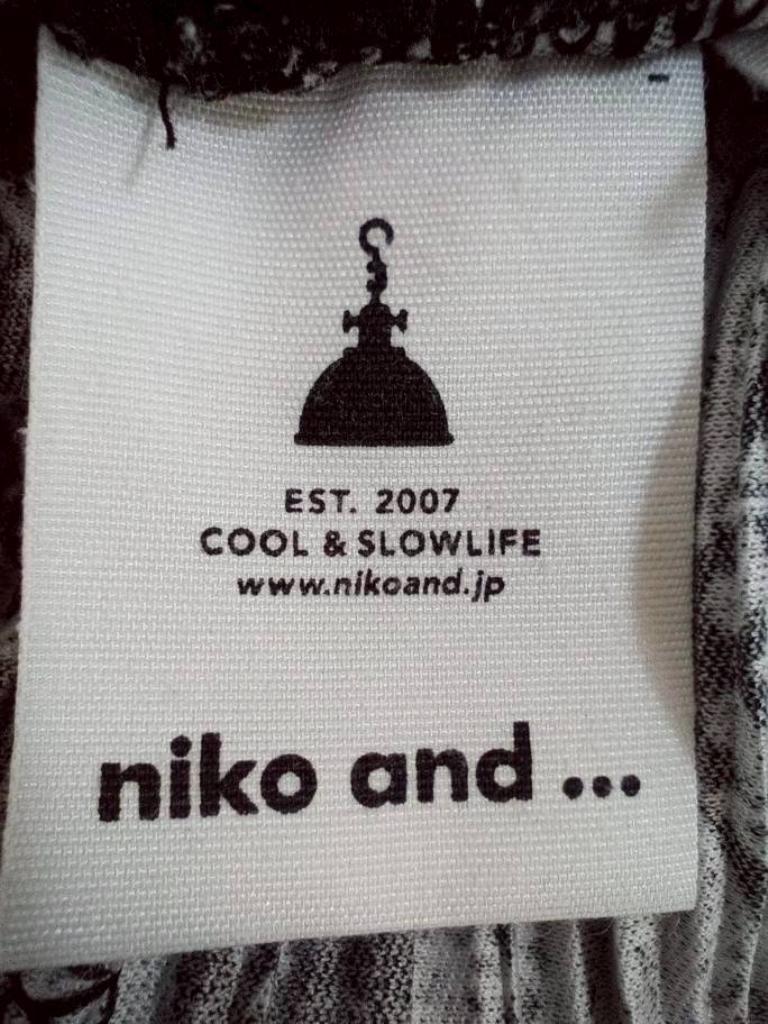 EST. 2007
COOL & SLOWLIFE
www.nikoand.jp
niko and ...